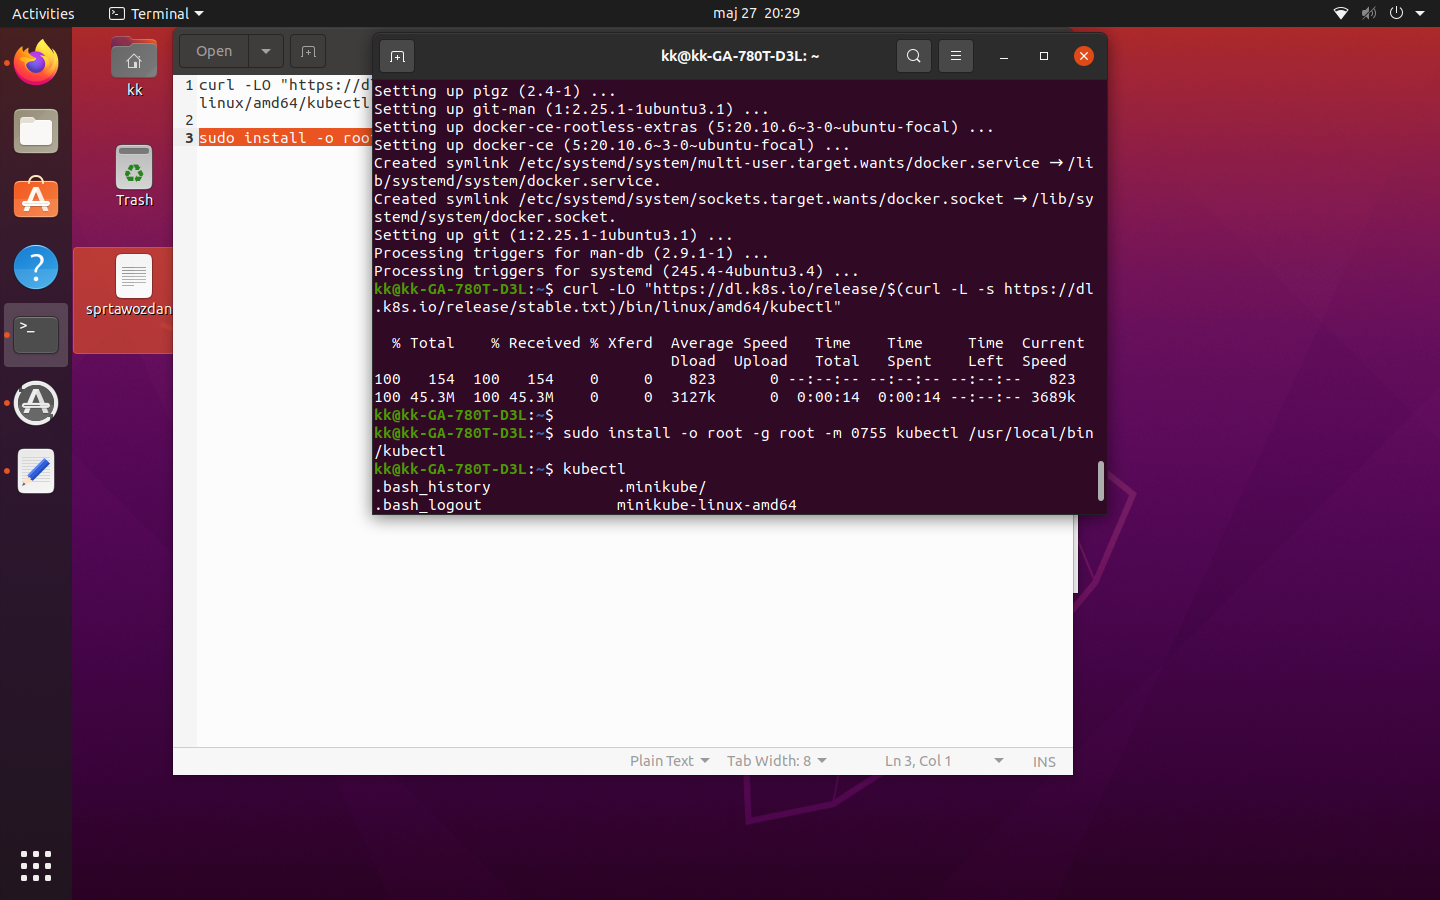 Activities
Terminal
maj 27 20:29
kk
Trash
sprtawozdan
Open
1 curl -LO "https://dl
linux/amd64/kubectl
2
3 sudo install -o roo
Plain Text
Tab Width: 8
Ln 3, Col 1
INS
kk@kk-GA-780T-D3L: ~
Setting up pigz (2.4-1) ...
Setting up git-man (1:2.25.1-1ubuntu3.1) ...
Setting up docker-ce-rootless-extras (5:20.10.6~3-0~ubuntu-focal) ...
Setting up docker-ce (5:20.10.6~3-0~ubuntu-focal) ...
Created symlink /etc/systemd/system/multi-user.target.wants/docker.service → /li
b/systemd/system/docker.service.
Created symlink /etc/systemd/system/sockets.target.wants/docker.socket → /lib/sy
stemd/system/docker.socket.
Setting up git (1:2.25.1-1ubuntu3.1) ...
Processing triggers for man-db (2.9.1-1) ...
Processing triggers for systemd (245.4-4ubuntu3.4) ...
kk@kk-GA-780T-D3L:~$ curl -LO "https://dl.k8s.io/release/$(curl -L -s https://dl
.k8s.io/release/stable.txt)/bin/linux/amd64/kubectl"
% Total % Received % Xferd Average Speed Time Time Time Current
Dload Upload Total Spent Left Speed
100 154 100 154 0 0 823 0 --:--:-- --:--:-- --:--:-- 823
100 45.3M 100 45.3M 0 0 3127k 0 0:00:14 0:00:14 --:--:-- 3689k
kk@kk-GA-780T-D3L:~$
kk@kk-GA-780T-D3L:~$ sudo install -o root -g root -m 0755 kubectl /usr/local/bin
/kubectl
kk@kk-GA-780T-D3L:~$ kubectl
.bash_history .minikube/
.bash_logout minikube-linux-amd64